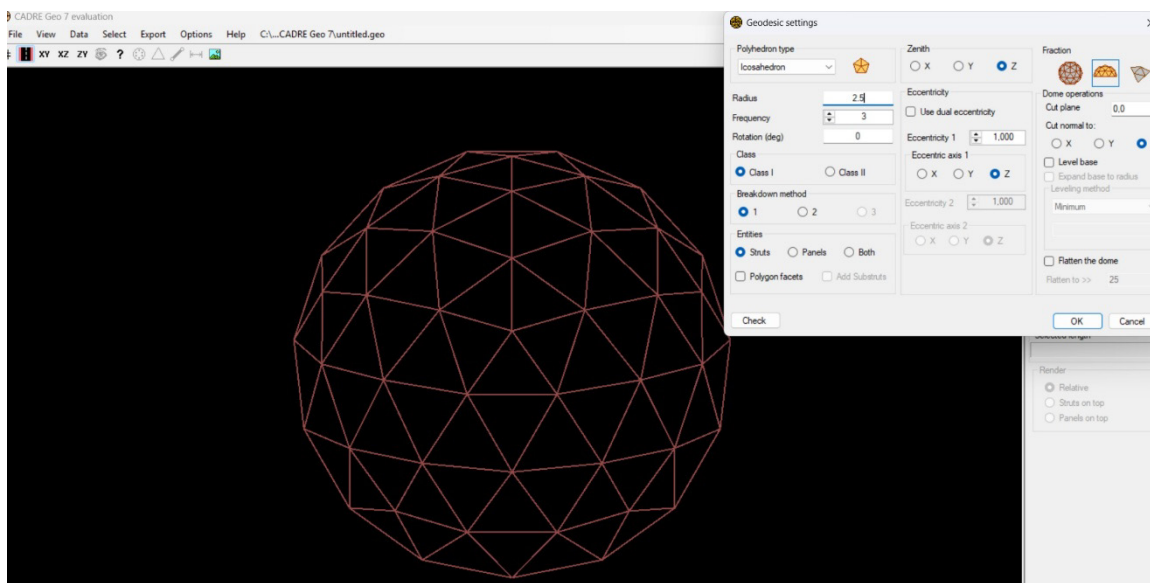 CADRE Geo 7 evaluation
File View Data Select Export Options Help C:\...CADRE Geo 7\untitled.geo
XY XZ ZY ?
Geodesic settings
Polyhedron type
Icosahedron
Radius 2.5
Frequency 3
Rotation (deg) 0
Class
Class I Class II
Breakdown method
1 2 3
Entities
Struts Panels Both
Polygon facets Add Substruts
Check
Zenith
X Y Z
Eccentricity
Use dual eccentricity
Eccentricity 1 1,000
Eccentric axis 1
X Y Z
Eccentricity 2 1,000
Eccentric axis 2
X Y Z
Fraction
Dome operations
Cut plane 0,0
Cut normal to:
X Y
Level base
Expand base to radius
Leveling method
Minimum
Flatten the dome
Flatten to >> 25
OK Cancel
Selected length
Render
Relative
Struts on top
Panels on top